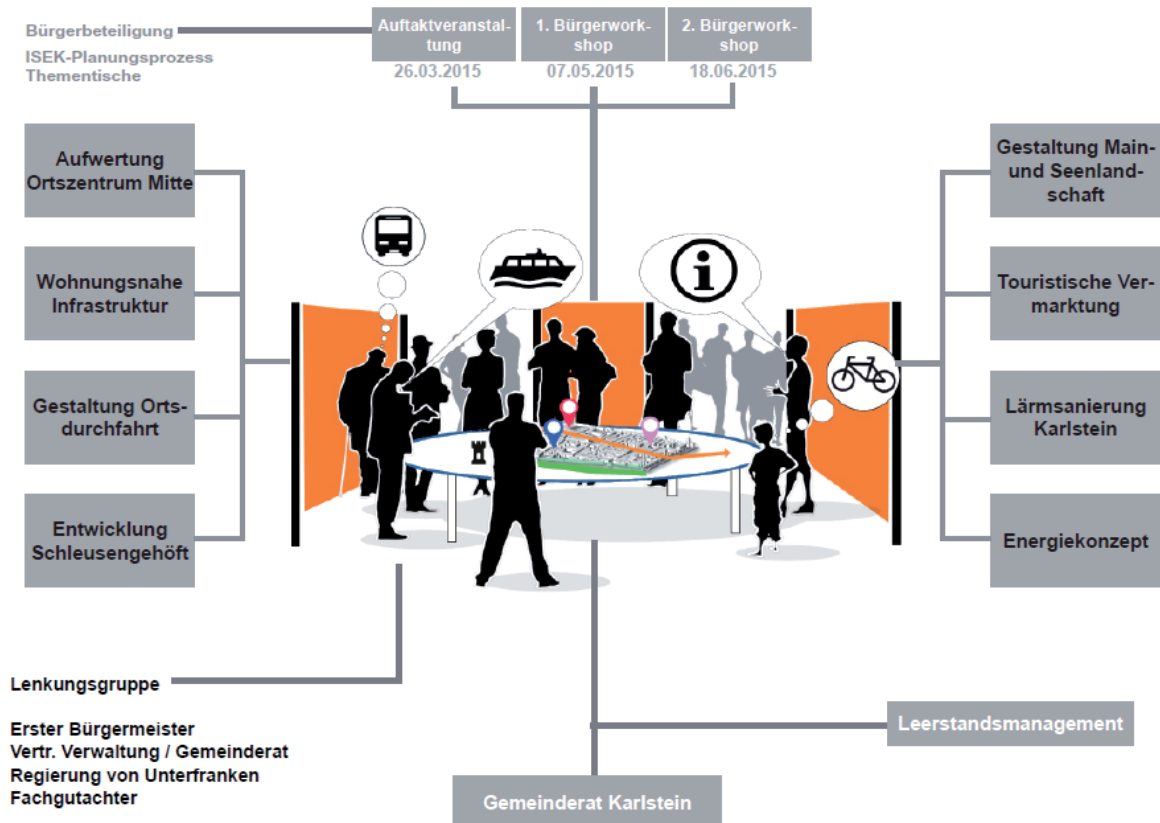 Bürgerbeteiligung
ISEK-Planungsprozess
Thementische
Auftaktveranstal-
tung
26.03.2015
1. Bürgerwork-
shop
07.05.2015
2. Bürgerwork-
shop
18.06.2015
Aufwertung
Ortszentrum Mitte
Wohnungsnahe
Infrastruktur
Gestaltung Orts-
durchfahrt
Entwicklung
Schleusengehöft
Gestaltung Main-
und Seenland-
schaft
Touristische Ver-
marktung
Lärmsanierung
Karlstein
Energiekonzept
i
Lenkungsgruppe
Erster Bürgermeister
Vertr. Verwaltung / Gemeinderat
Regierung von Unterfranken
Fachgutachter
Leerstandsmanagement
Gemeinderat Karlstein